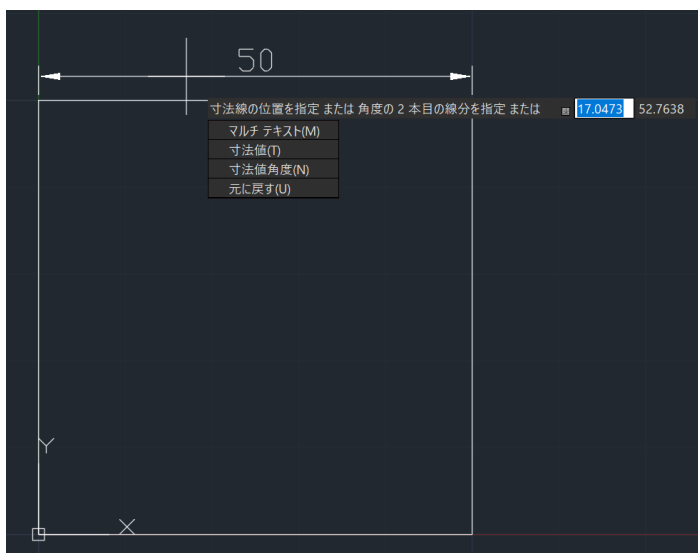 50
寸法線の位置を指定 または 角度の 2 本目の線分を指定 または 17.0473 52.7638
マルチ テキスト(M)
寸法値(T)
寸法値角度(N)
元に戻す(U)
Y
X